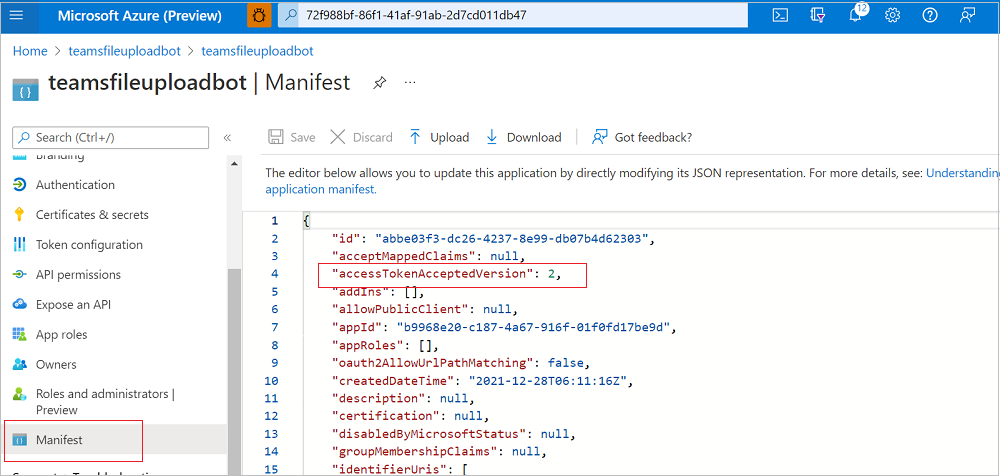 Microsoft Azure (Preview)
72f988bf-86f1-41af-91ab-2d7cd011db47
12
Home > teamsfileuploadbot > teamsfileuploadbot
teamsfileuploadbot | Manifest
Search (Ctrl+/)
Save
Discard
Upload
Download
Got feedback?
Branding
Authentication
Certificates & secrets
Token configuration
API permissions
Expose an API
App roles
Owners
Roles and administrators |
Preview
Manifest
The editor below allows you to update this application by directly modifying its JSON representation. For more details, see: Understanding
application manifest.
1 {
2 "id": "abbe03f3-dc26-4237-8e99-db07b4d62303",
3 "acceptMappedClaims": null,
4 "accessTokenAcceptedVersion": 2,
5 "addIns": [],
6 "allowPublicClient": null,
7 "appId": "b9968e20-c187-4a67-916f-01f0fd17be9d",
8 "appRoles": [],
9 "oauth2AllowUrlPathMatching": false,
10 "createdDateTime": "2021-12-28T06:11:16Z",
11 "description": null,
12 "certification": null,
13 "disabledByMicrosoftStatus": null,
14 "groupMembershipClaims": null,
15 "identifierUris": [